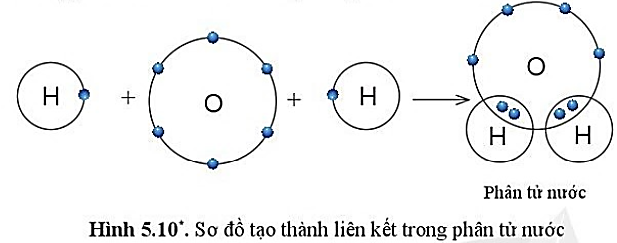 H + O + H → O
H H
Phân tử nước
Hình 5.10*. Sơ đồ tạo thành liên kết trong phân tử nước